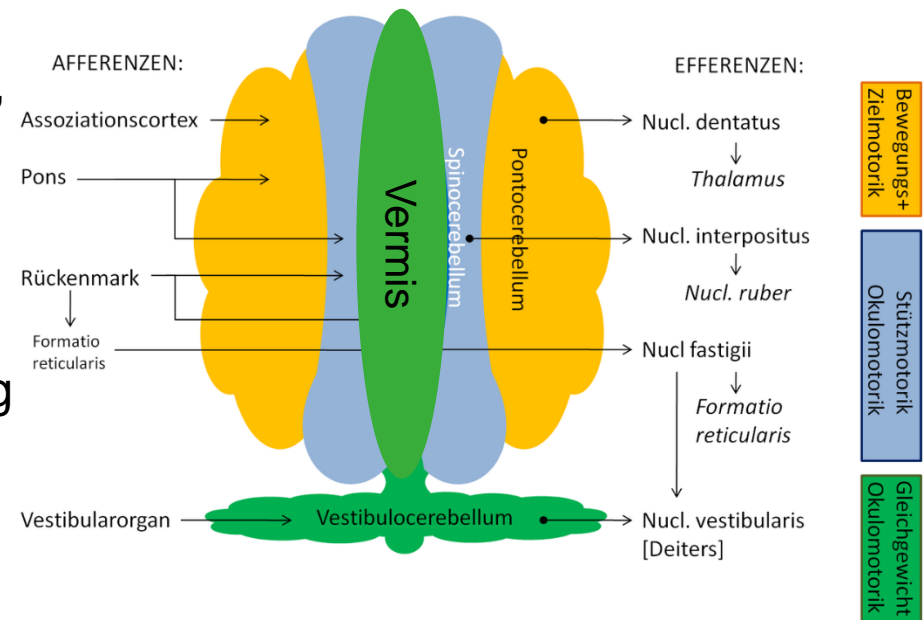 AFFERENZEN:
Assoziationscortex
Pons
Rückenmark
Formatio
reticularis
g
Vestibularorgan
Vermis
Spinocerebellum
Pontocerebellum
Vestibulocerebellum
EFFERENZEN:
Nucl. dentatus
Thalamus
Nucl. interpositus
Nucl. ruber
Nucl fastigii
Formatio
reticularis
Nucl. vestibularis
[Deiters]
Bewegungs+
Zielmotorik
Stützmotorik
Okulomotorik
Gleichgewicht
Okulomotorik